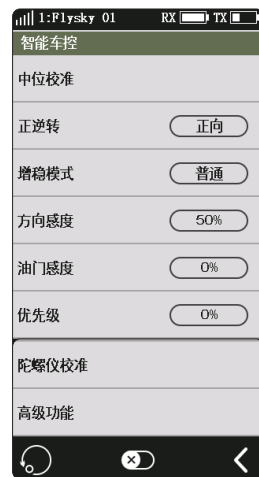 1:Flysky 01 RX TX
智能车控
中位校准
正逆转 正向
增稳模式 普通
方向感度 50%
油门感度 0%
优先级 0%
陀螺仪校准
高级功能